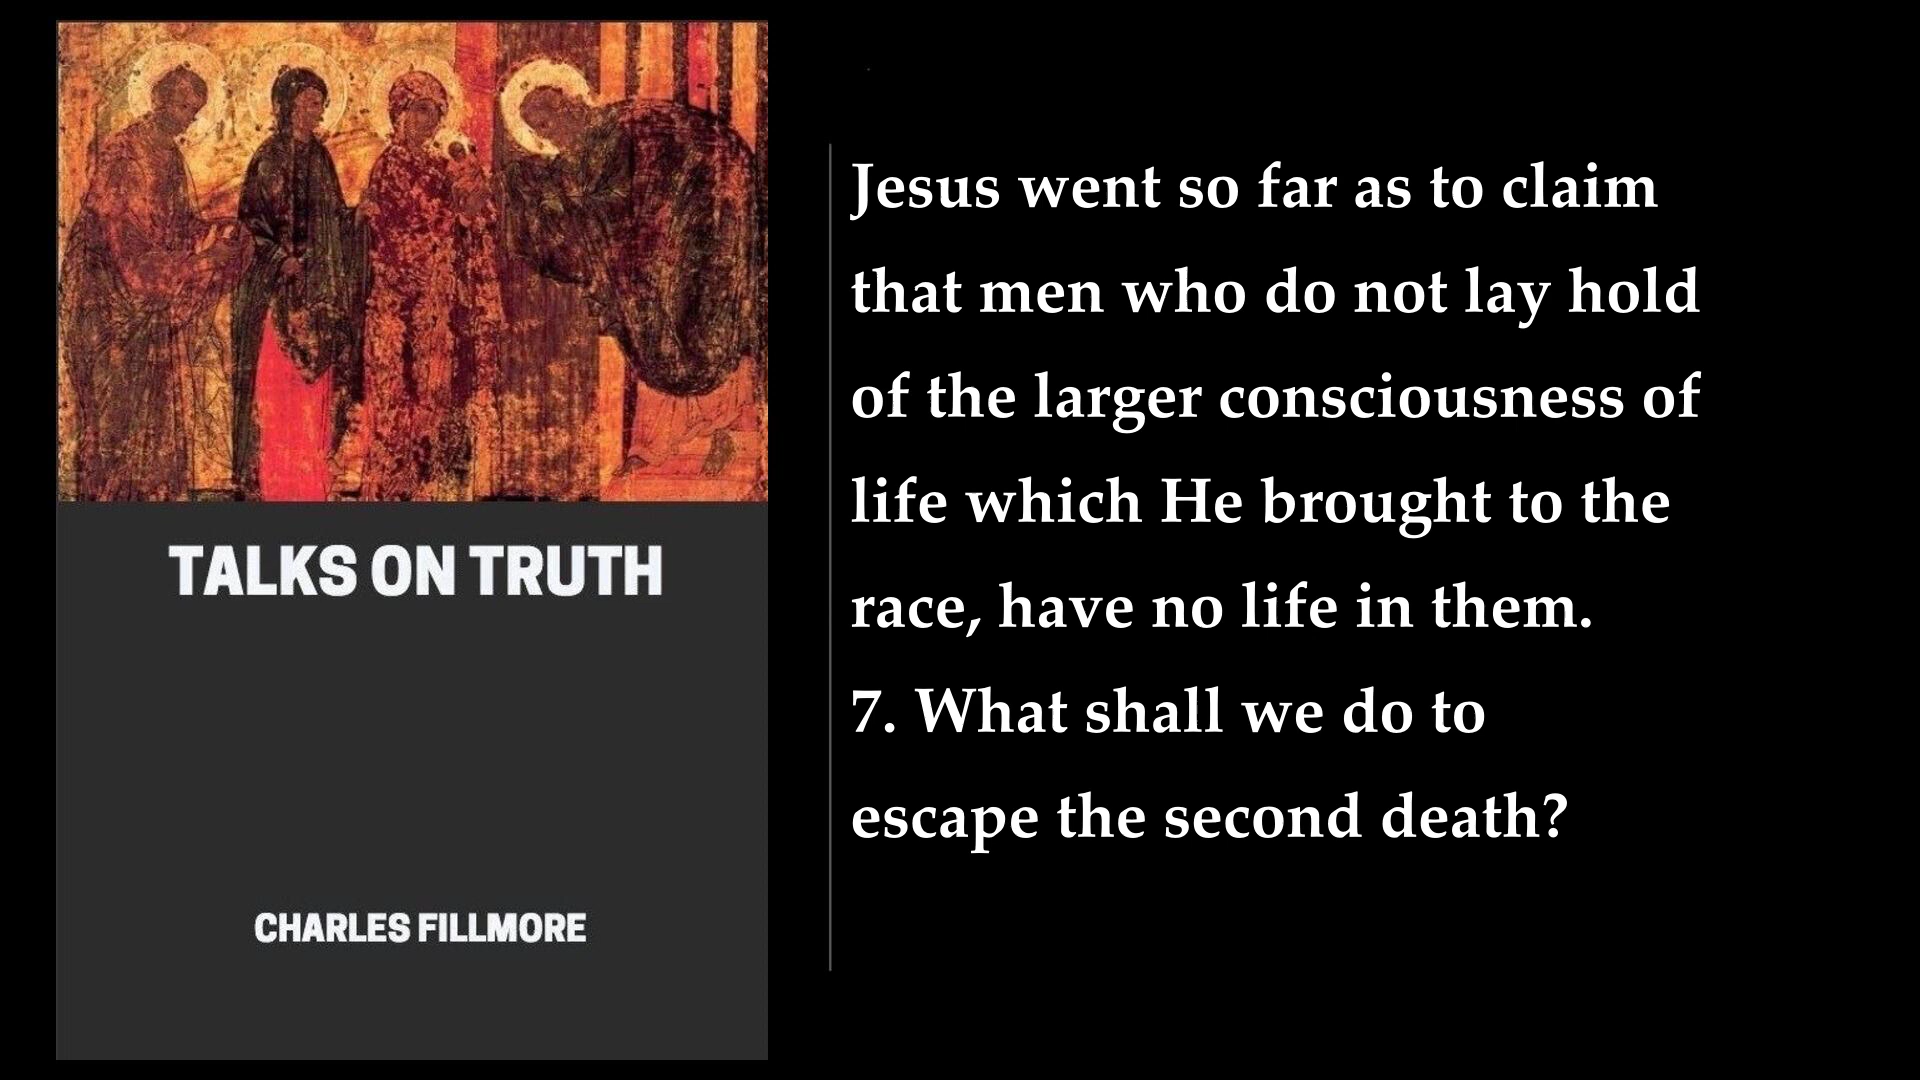 TALKS ON TRUTH
CHARLES FILLMORE
Jesus went so far as to claim
that men who do not lay hold
of the larger consciousness of
life which He brought to the
race, have no life in them.
7. What shall we do to
escape the second death?